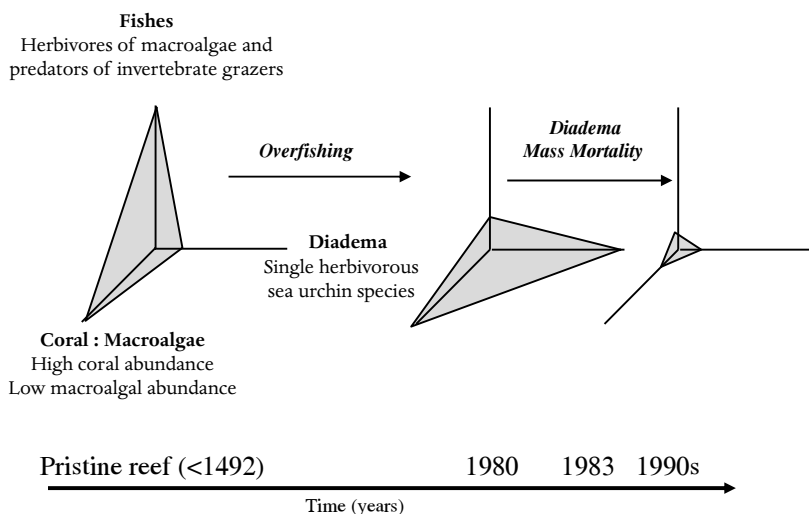 Fishes
Herbivores of macroalgae and
predators of invertebrate grazers
Overfishing
Diadema
Mass Mortality
Diadema
Single herbivorous
sea urchin species
Coral : Macroalgae
High coral abundance
Low macroalgal abundance
Pristine reef (<1492)
1980
1983
1990s
Time (years)